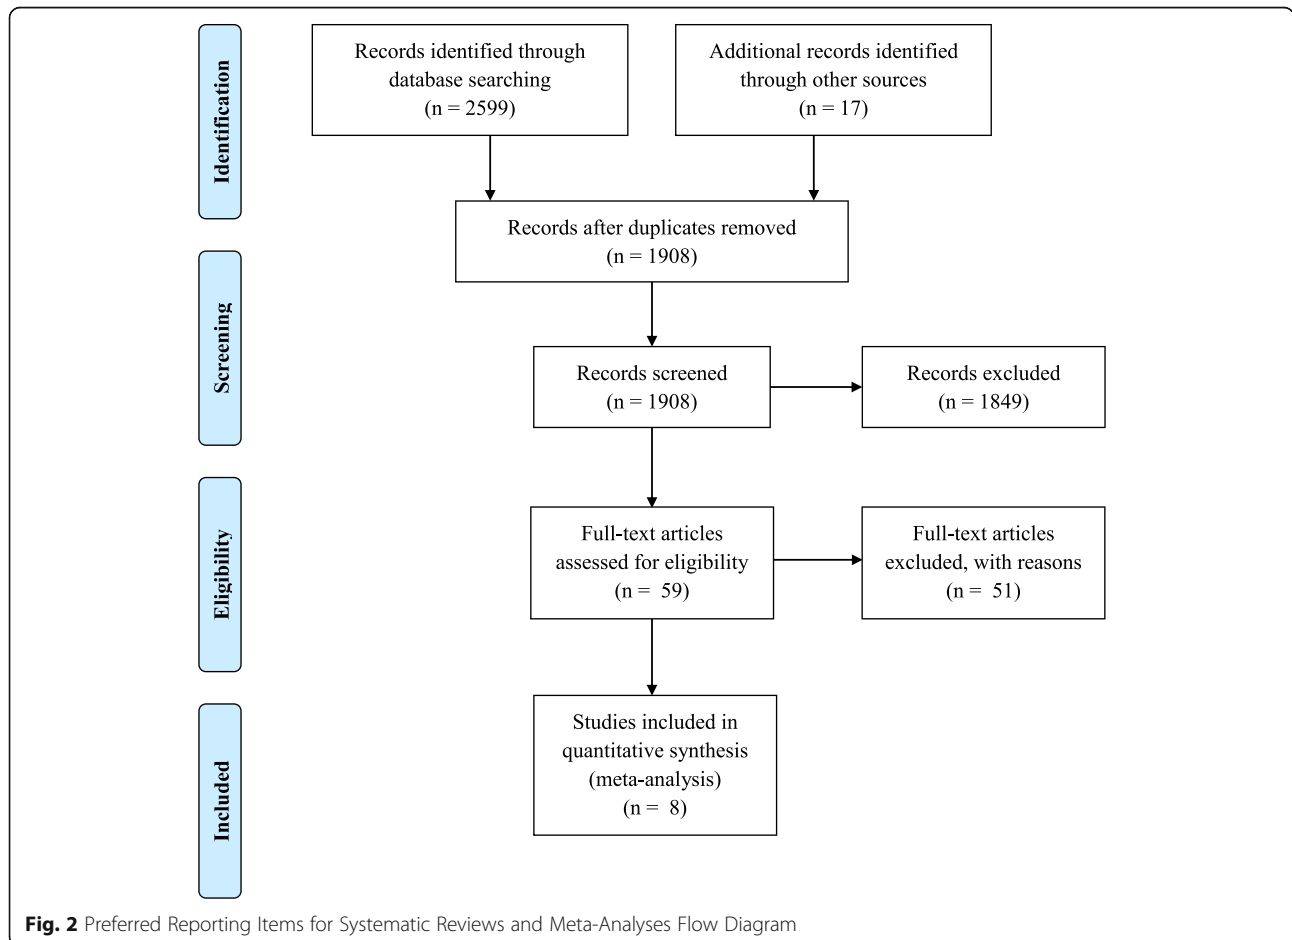 Identification
Records identified through
database searching
(n = 2599)
Additional records identified
through other sources
(n = 17)
Records after duplicates removed
(n = 1908)
Screening
Records screened
(n = 1908)
Records excluded
(n = 1849)
Eligibility
Full-text articles
assessed for eligibility
(n =  59)
Full-text articles
excluded, with reasons
(n =  51)
Included
Studies included in
quantitative synthesis
(meta-analysis)
(n =  8)
Fig. 2 Preferred Reporting Items for Systematic Reviews and Meta-Analyses Flow Diagram